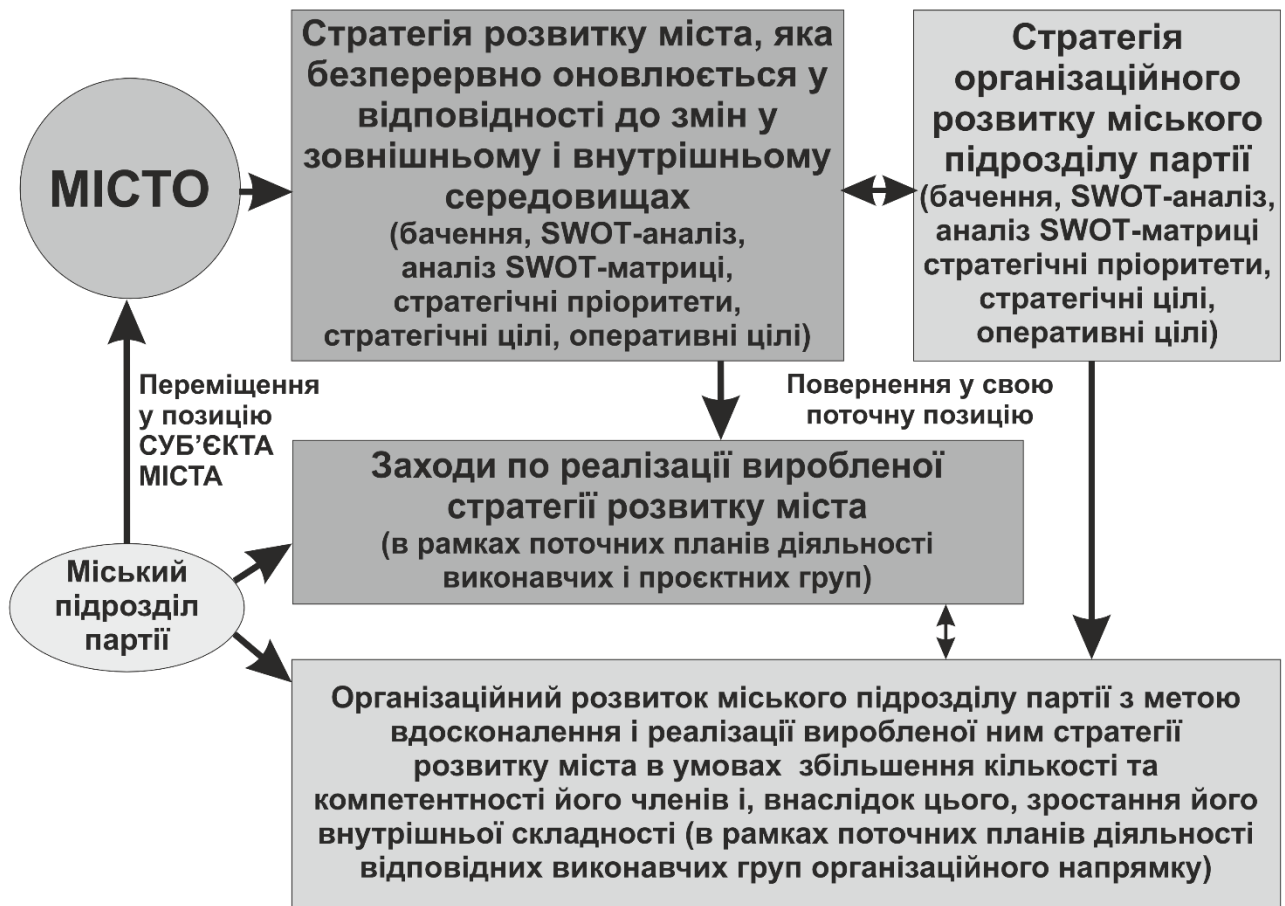 МІСТО
Стратегія розвитку міста, яка
безперервно оновлюється у
відповідності до змін у
зовнішньому і внутрішньому
середовищах
(бачення, SWOT-аналіз,
аналіз SWOT-матриці,
стратегічні пріоритети,
стратегічні цілі, оперативні цілі)
Стратегія
організаційного
розвитку міського
підрозділу партії
(бачення, SWOT-аналіз,
аналіз SWOT-матриці
стратегічні пріоритети,
стратегічні цілі,
оперативні цілі)
Переміщення
у позицію
СУБ’ЄКТА
МІСТА
Повернення у свою
поточну позицію
Заходи по реалізації виробленої
стратегії розвитку міста
(в рамках поточних планів діяльності
виконавчих і проєктних груп)
Міський
підрозділ
партії
Організаційний розвиток міського підрозділу партії з метою
вдосконалення і реалізації виробленої ним стратегії
розвитку міста в умовах збільшення кількості та
компетентності його членів і, внаслідок цього, зростання його
внутрішньої складності (в рамках поточних планів діяльності
відповідних виконавчих груп організаційного напрямку)